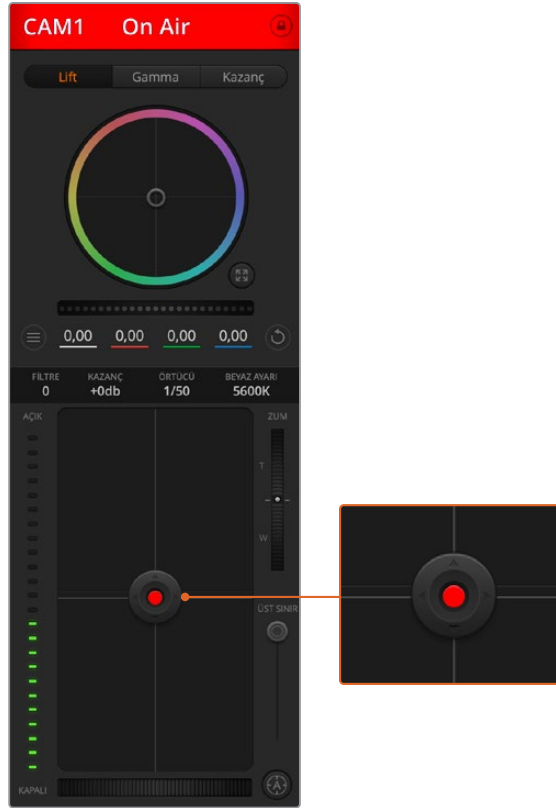 CAM1 On Air
Lift Gamma Kazanç
0,00 0,00 0,00 0,00
FİLTRE KAZANÇ ÖRTÜCÜ BEYAZ AYARI
0 +0db 1/50 5600K
AÇIK ZUM
T
W
ÜST SINIR
KAPALI A